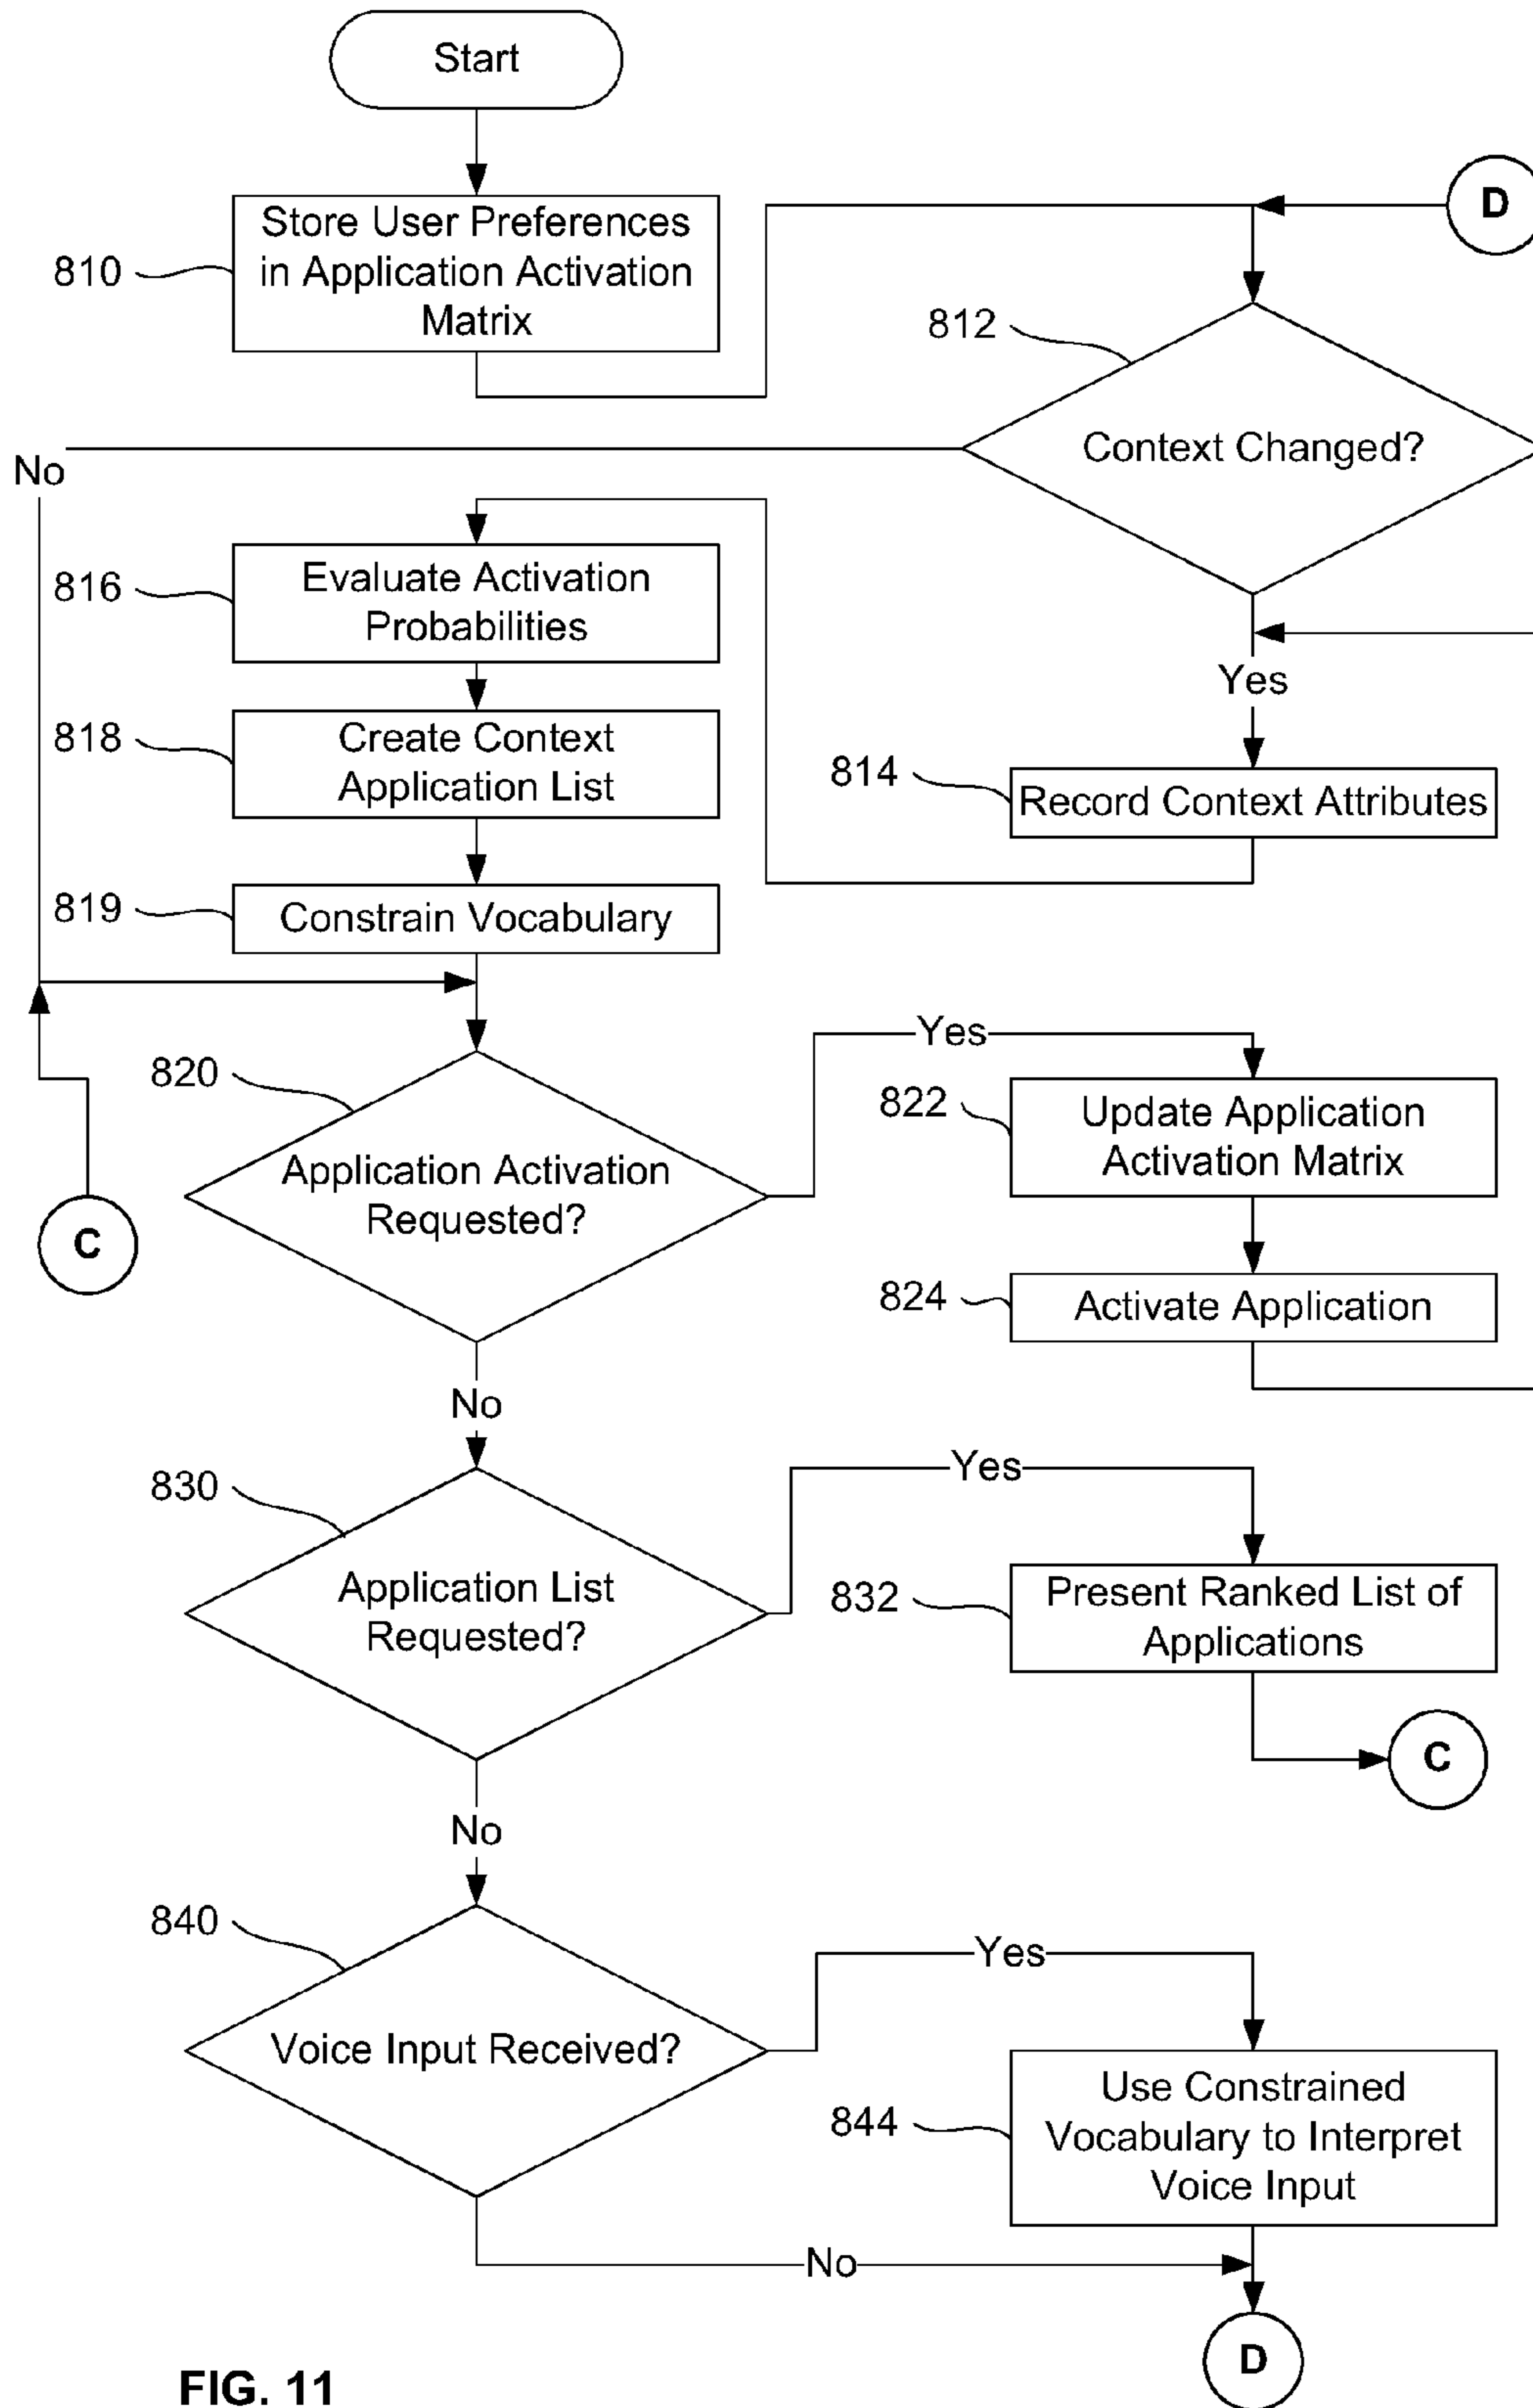 Start
Store User Preferences
in Application Activation
Matrix
810
D
812
Context Changed?
No
Yes
814
Record Context Attributes
816
Evaluate Activation
Probabilities
818
Create Context
Application List
819
Constrain Vocabulary
820
Application Activation
Requested?
Yes
822
Update Application
Activation Matrix
824
Activate Application
C
No
830
Application List
Requested?
Yes
832
Present Ranked List of
Applications
C
No
840
Voice Input Received?
Yes
844
Use Constrained
Vocabulary to Interpret
Voice Input
No
D
FIG. 11